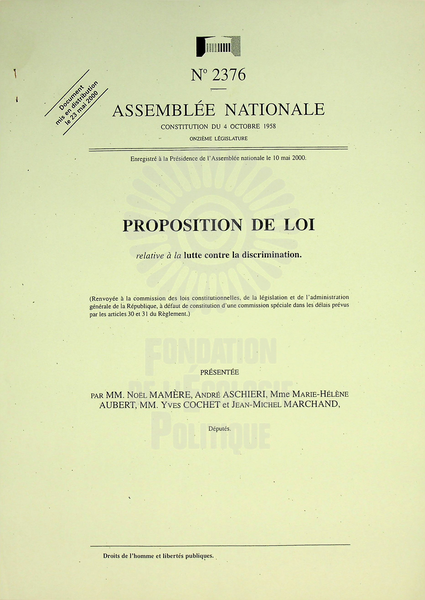 N° 2376
Document
mis en distribution
le 23 mai 2000
ASSEMBLÉE NATIONALE
CONSTITUTION DU 4 OCTOBRE 1958
ONZIÈME LÉGISLATURE
Enregistré à la Présidence de l'Assemblée nationale le 10 mai 2000.
PROPOSITION DE LOI
relative à la lutte contre la discrimination.
(Renvoyée à la commission des lois constitutionnelles, de la législation et de l'administration
générale de la République, à défaut de constitution d'une commission spéciale dans les délais prévus
par les articles 30 et 31 du Règlement.)
FONDATION
DE L'ÉCOLOGIE
POLITIQUE
PRÉSENTÉE
PAR MM. NOËL MAMÈRE, ANDRÉ ASCHIERI, Mme MARIE-HÉLÈNE
AUBERT, MM. YVES COCHET et JEAN-MICHEL MARCHAND,
Députés.
Droits de l'homme et libertés publiques.